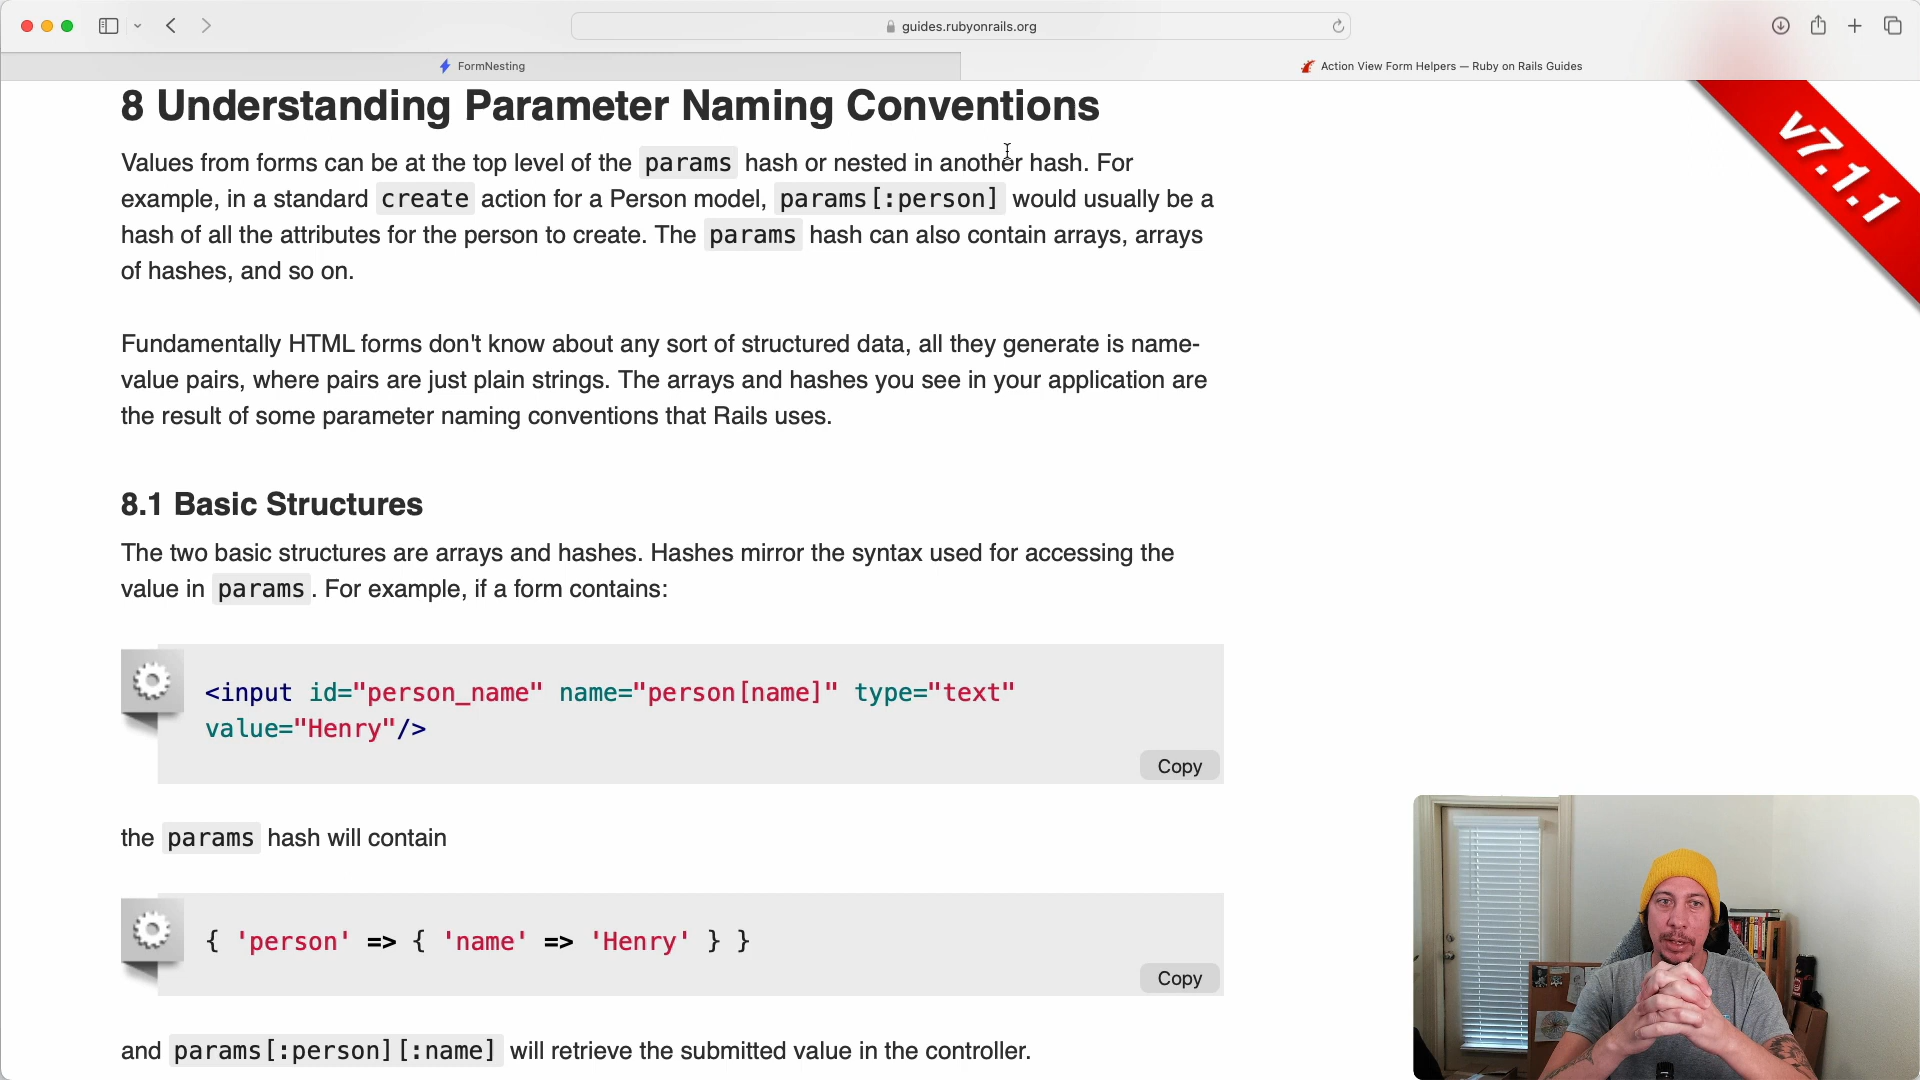 guides.rubyonrails.org
FormNesting
Action View Form Helpers — Ruby on Rails Guides
v7.1.1
8 Understanding Parameter Naming Conventions
Values from forms can be at the top level of the params hash or nested in another hash. For
example, in a standard create action for a Person model, params[:person] would usually be a
hash of all the attributes for the person to create. The params hash can also contain arrays, arrays
of hashes, and so on.
Fundamentally HTML forms don't know about any sort of structured data, all they generate is name-
value pairs, where pairs are just plain strings. The arrays and hashes you see in your application are
the result of some parameter naming conventions that Rails uses.
8.1 Basic Structures
The two basic structures are arrays and hashes. Hashes mirror the syntax used for accessing the
value in params . For example, if a form contains:
<input id="person_name" name="person[name]" type="text"
value="Henry"/>
Copy
the params hash will contain
{ 'person' => { 'name' => 'Henry' } }
Copy
and params[:person][:name] will retrieve the submitted value in the controller.